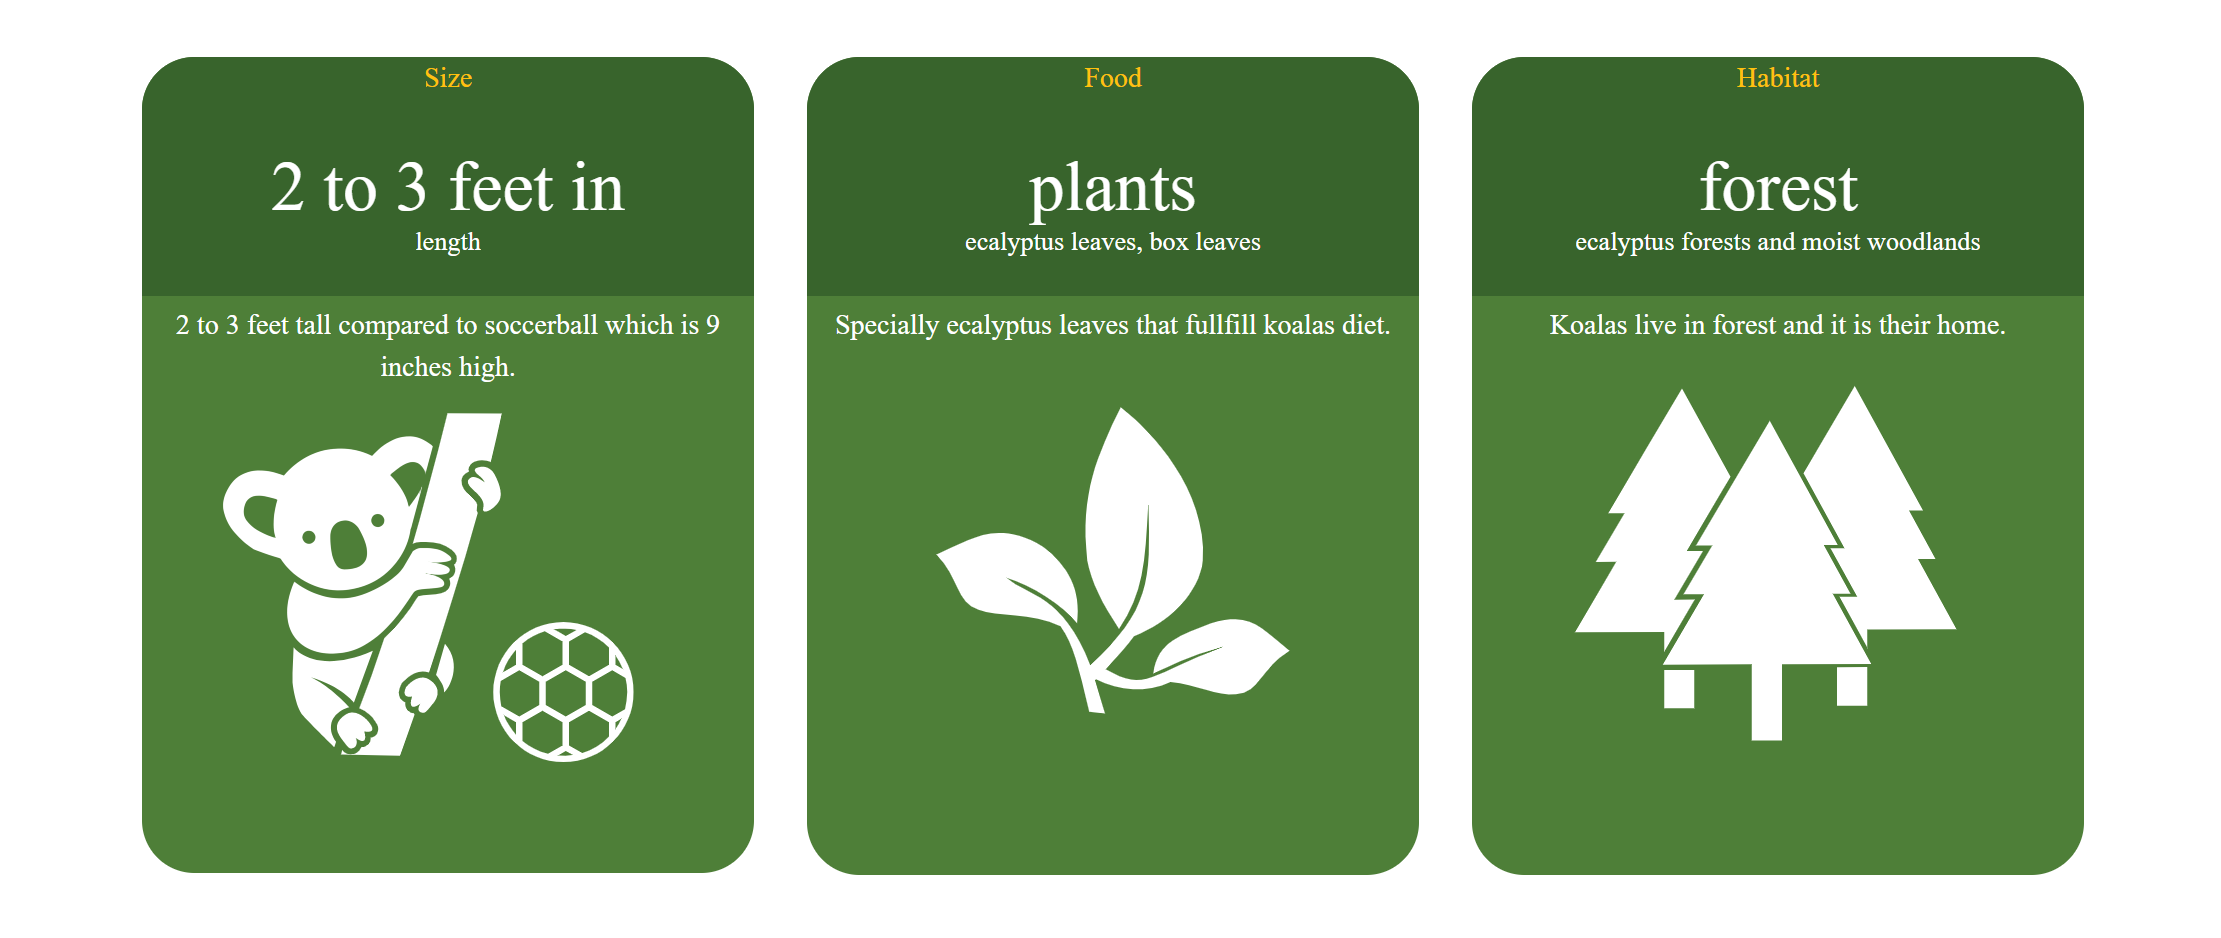 Size
2 to 3 feet in
length
2 to 3 feet tall compared to soccerball which is 9
inches high.
Food
plants
ecalyptus leaves, box leaves
Specially ecalyptus leaves that fullfill koalas diet.
Habitat
forest
ecalyptus forests and moist woodlands
Koalas live in forest and it is their home.